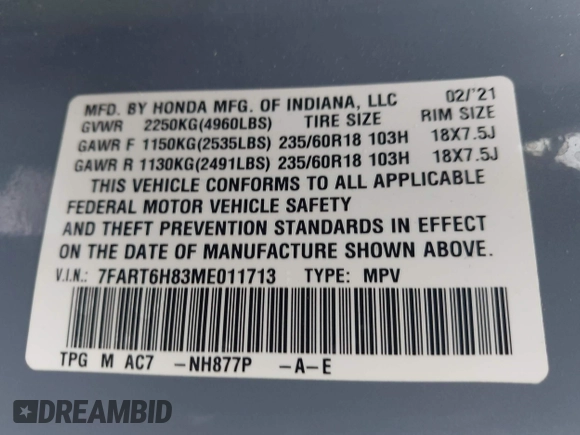 MFD. BY HONDA MFG. OF INDIANA, LLC 02/'21
GVWR 2250KG(4960LBS) TIRE SIZE RIM SIZE
GAWR F 1150KG(2535LBS) 235/60R18 103H 18X7.5J
GAWR R 1130KG(2491LBS) 235/60R18 103H 18X7.5J
THIS VEHICLE CONFORMS TO ALL APPLICABLE
FEDERAL MOTOR VEHICLE SAFETY
AND THEFT PREVENTION STANDARDS IN EFFECT
ON THE DATE OF MANUFACTURE SHOWN ABOVE.
V.I.N.: 7FART6H83ME011713 TYPE: MPV
TPG M AC7 -NH877P -A-E
DREAMBID